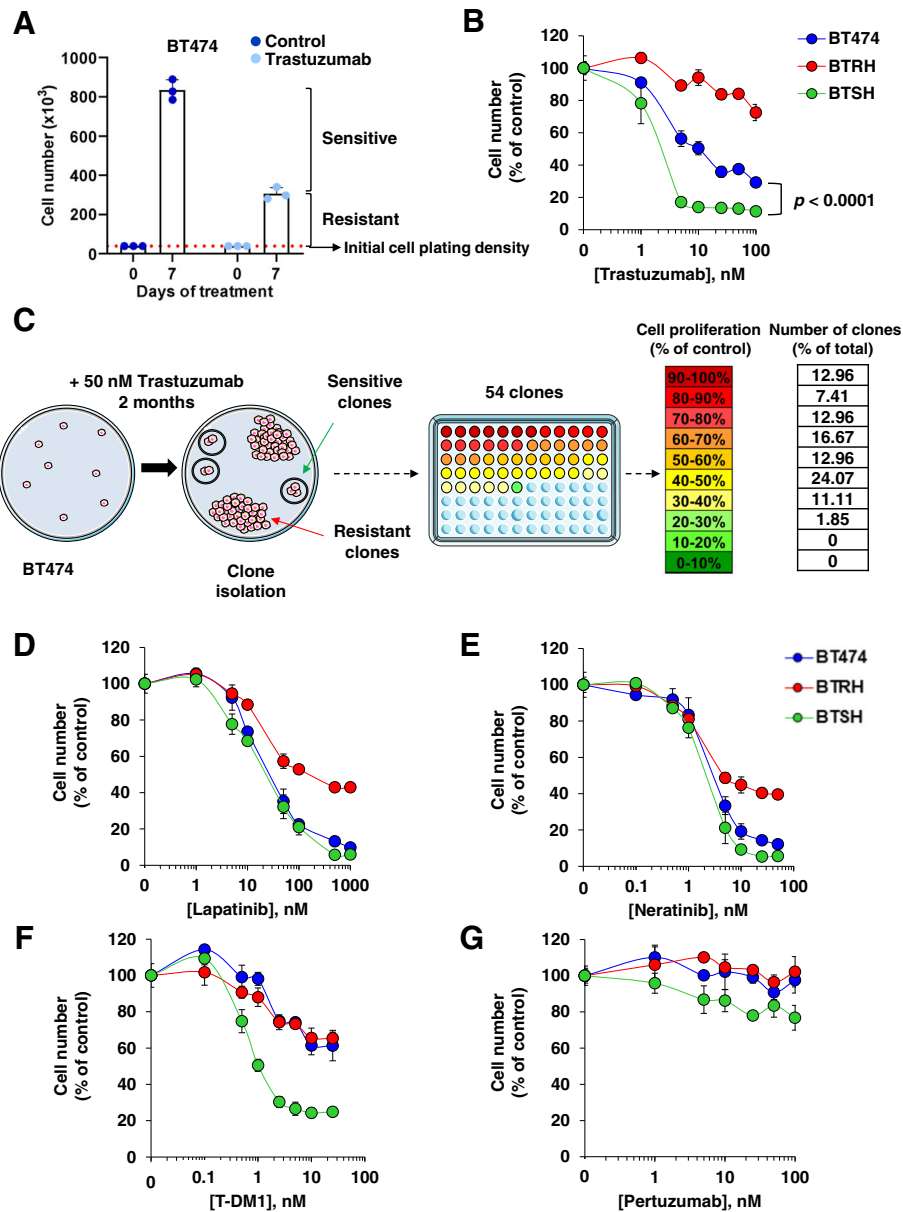 A
BT474
Control
Trastuzumab
Cell number (x10³)
1000
800
600
400
200
0
0
7
0
7
Days of treatment
Sensitive
Resistant
Initial cell plating density
B
BT474
BTRH
BTSH
Cell number
(% of control)
120
100
80
60
40
20
0
p < 0.0001
0
1
10
100
[Trastuzumab], nM
C
+ 50 nM Trastuzumab
2 months
BT474
Sensitive
clones
Resistant
clones
Clone
isolation
54 clones
Cell proliferation
(% of control)
Number of clones
(% of total)
90-100%
12.96
80-90%
7.41
70-80%
12.96
60-70%
16.67
50-60%
12.96
40-50%
24.07
30-40%
11.11
20-30%
1.85
10-20%
0
0-10%
0
D
Cell number
(% of control)
120
100
80
60
40
20
0
0
1
10
100
1000
[Lapatinib], nM
E
BT474
BTRH
BTSH
Cell number
(% of control)
120
100
80
60
40
20
0
0
0.1
1
10
100
[Neratinib], nM
F
Cell number
(% of control)
120
100
80
60
40
20
0
0
0.1
1
10
100
[T-DM1], nM
G
Cell number
(% of control)
120
100
80
60
40
20
0
0
1
10
100
[Pertuzumab], nM